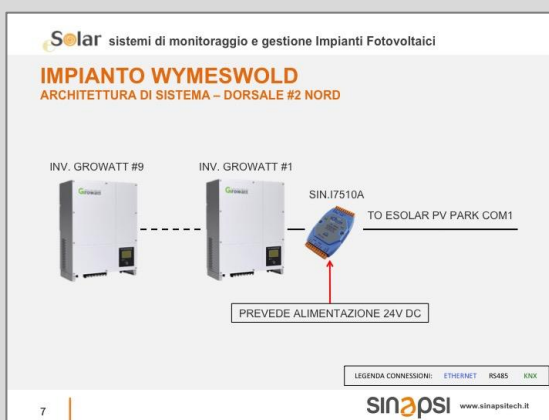 eSolar sistemi di monitoraggio e gestione Impianti Fotovoltaici
IMPIANTO WYMESWOLD
ARCHITETTURA DI SISTEMA – DORSALE #2 NORD
INV. GROWATT #9
INV. GROWATT #1
SIN.I7510A
TO ESOLAR PV PARK COM1
Growatt
Growatt
PREVEDE ALIMENTAZIONE 24V DC
LEGENDA CONNESSIONI: ETHERNET RS485 KNX
7
sinapsi www.sinapsitech.it